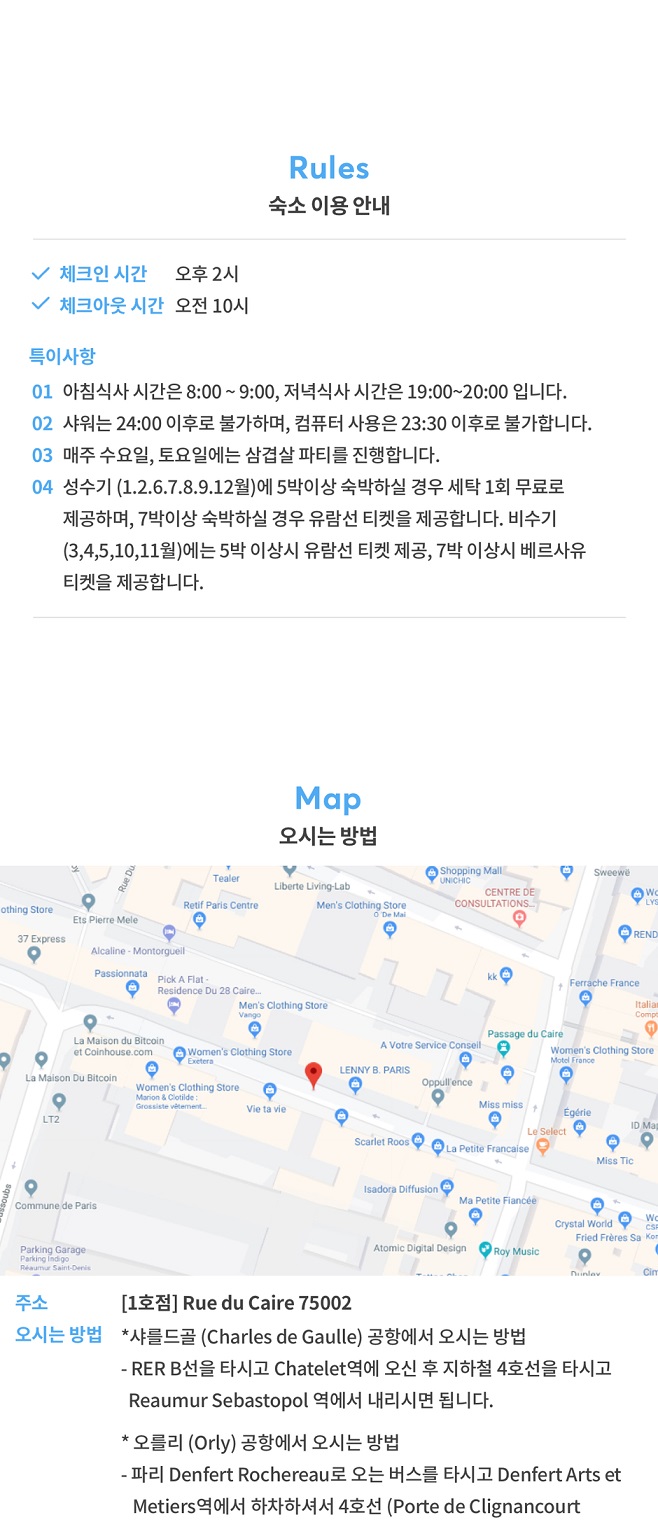 Rules
숙소 이용 안내
체크인 시간 오후 2시
체크아웃 시간 오전 10시
특이사항
01 아침식사 시간은 8:00 ~ 9:00, 저녁식사 시간은 19:00~20:00 입니다.
02 샤워는 24:00 이후로 불가하며, 컴퓨터 사용은 23:30 이후로 불가합니다.
03 매주 수요일, 토요일에는 삼겹살 파티를 진행합니다.
04 성수기 (1.2.6.7.8.9.12월)에 5박이상 숙박하실 경우 세탁 1회 무료로
제공하며, 7박이상 숙박하실 경우 유람선 티켓을 제공합니다. 비수기
(3,4,5,10,11월)에는 5박 이상시 유람선 티켓 제공, 7박 이상시 베르사유
티켓을 제공합니다.
Map
오시는 방법
Shopping Mall
UNICHIC
Sweewë
Tealer
Liberte Living-Lab
Rue Du
CENTRE DE
CONSULTATIONS...
othing Store
Retif Paris Centre
Men's Clothing Store
O De Mai
Ets Pierre Mele
REND
37 Express
Alcaline - Montorgueil
Passionnata
Pick A Flat -
Residence Du 28 Caire...
kk
Ferrache France
Men's Clothing Store
Vango
Passage du Caire
La Maison du Bitcoin
et Coinhouse.com
Women's Clothing Store
Exetera
A Votre Service Conseil
Women's Clothing Store
Motel France
La Maison Du Bitcoin
LENNY B. PARIS
Oppull'ence
Women's Clothing Store
Marion & Clotilde :
Grossiste vêtement...
Vie ta vie
Miss miss
Égérie
LT2
Le Select
ID Map
Scarlet Roos
La Petite Francaise
Miss Tic
Isadora Diffusion
Ma Petite Fiancée
Commune de Paris
Crystal World
Fried Frères Sa
Atomic Digital Design
Roy Music
Parking Garage
Parking Indigo
Réaumur Saint-Denis
Duplex
주소 [1호점] Rue du Caire 75002
오시는 방법 *샤를드골 (Charles de Gaulle) 공항에서 오시는 방법
- RER B선을 타시고 Chatelet역에 오신 후 지하철 4호선을 타시고
Reaumur Sebastopol 역에서 내리시면 됩니다.
* 오를리 (Orly) 공항에서 오시는 방법
- 파리 Denfert Rochereau로 오는 버스를 타시고 Denfert Arts et
Metiers역에서 하차하셔서 4호선 (Porte de Clignancourt